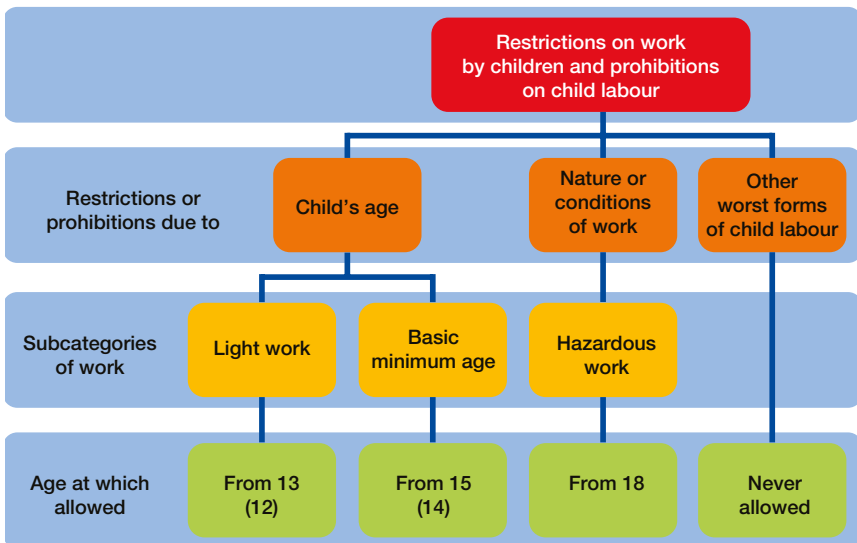 Restrictions on work
by children and prohibitions
on child labour
Restrictions or
prohibitions due to
Child's age
Nature or
conditions
of work
Other
worst forms
of child labour
Subcategories
of work
Light work
Basic
minimum age
Hazardous
work
Age at which
allowed
From 13
(12)
From 15
(14)
From 18
Never
allowed